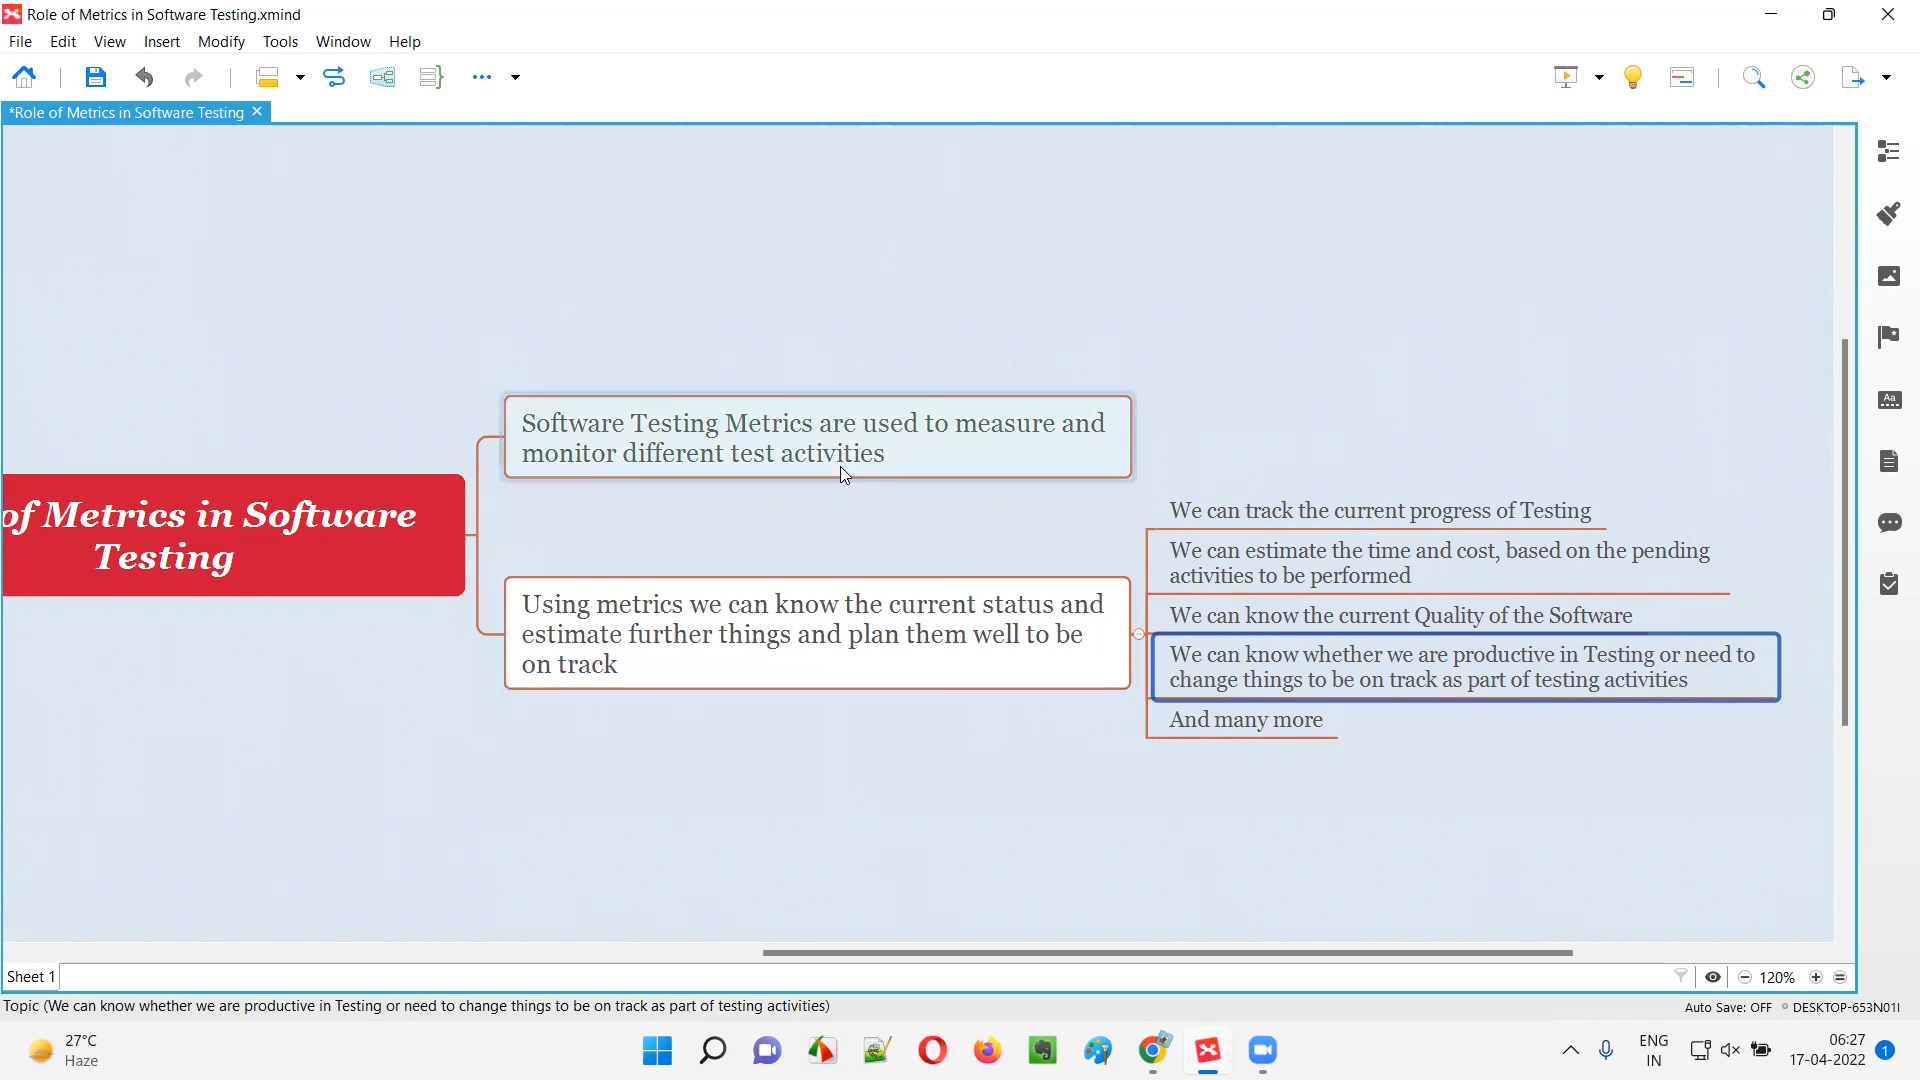 Role of Metrics in Software Testing.xmind
File Edit View Insert Modify Tools Window Help
*Role of Metrics in Software Testing
Software Testing Metrics are used to measure and
monitor different test activities
of Metrics in Software
Testing
We can track the current progress of Testing
We can estimate the time and cost, based on the pending
activities to be performed
Using metrics we can know the current status and
estimate further things and plan them well to be
on track
We can know the current Quality of the Software
We can know whether we are productive in Testing or need to
change things to be on track as part of testing activities
And many more
Aa
Sheet 1
120%
Topic (We can know whether we are productive in Testing or need to change things to be on track as part of testing activities)
Auto Save: OFF
DESKTOP-653N01I
27°C
Haze
ENG
IN
06:27
17-04-2022
1